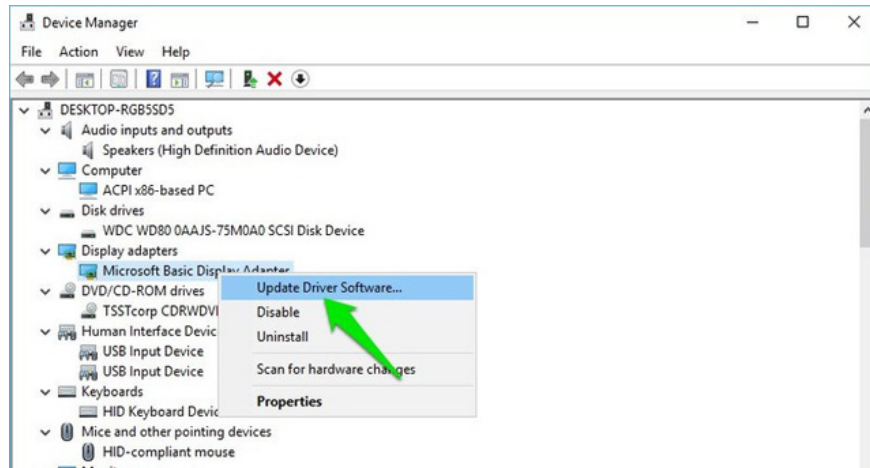 Device Manager
File Action View Help
DESKTOP-RGB5SD5
Audio inputs and outputs
Speakers (High Definition Audio Device)
Computer
ACPI x86-based PC
Disk drives
WDC WD80 0AAJS-75M0A0 SCSI Disk Device
Display adapters
Microsoft Basic Display Adapter
Update Driver Software...
DVD/CD-ROM drives
TSSTcorp CDRWDV
Disable
Human Interface Devic
Uninstall
USB Input Device
USB Input Device
Scan for hardware changes
Keyboards
Properties
HID Keyboard Devic
Mice and other pointing devices
HID-compliant mouse